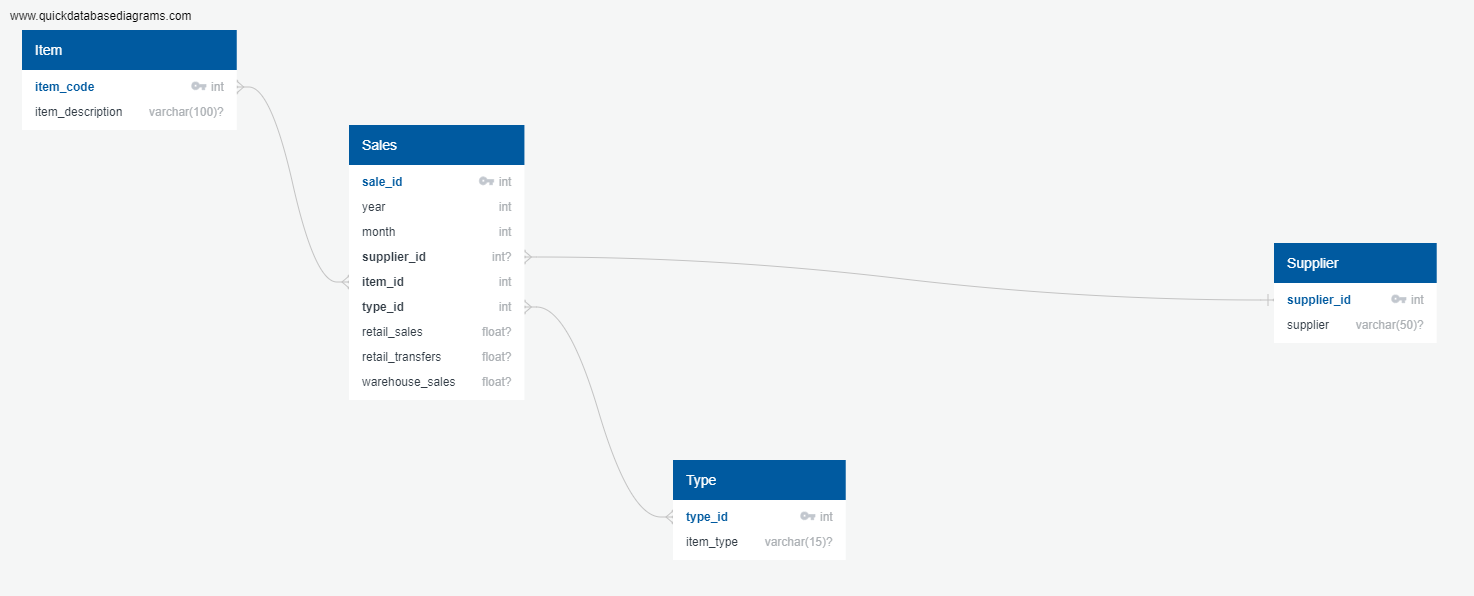 www.quickdatabasediagrams.com
Item
item_code int
item_description varchar(100)?
Sales
sale_id int
year int
month int
supplier_id int?
item_id int
type_id int
retail_sales float?
retail_transfers float?
warehouse_sales float?
Supplier
supplier_id int
supplier varchar(50)?
Type
type_id int
item_type varchar(15)?